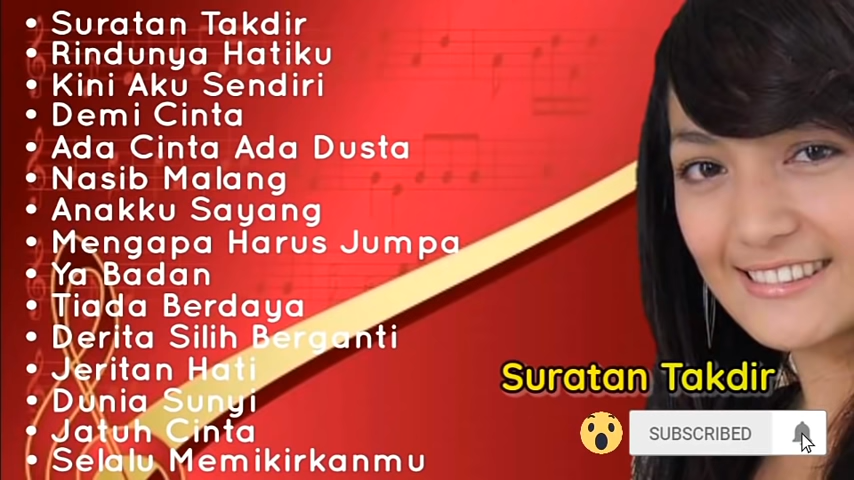 • Suratan Takdir
• Rindunya Hatiku
• Kini Aku Sendiri
• Demi Cinta
• Ada Cinta Ada Dusta
• Nasib Malang
• Anakku Sayang
• Mengapa Harus Jumpa
• Ya Badan
• Tiada Berdaya
• Derita Silih Berganti
• Jeritan Hati
• Dunia Sunyi
• Jatuh Cinta
• Selalu Memikirkanmu
Suratan Takdir
SUBSCRIBED